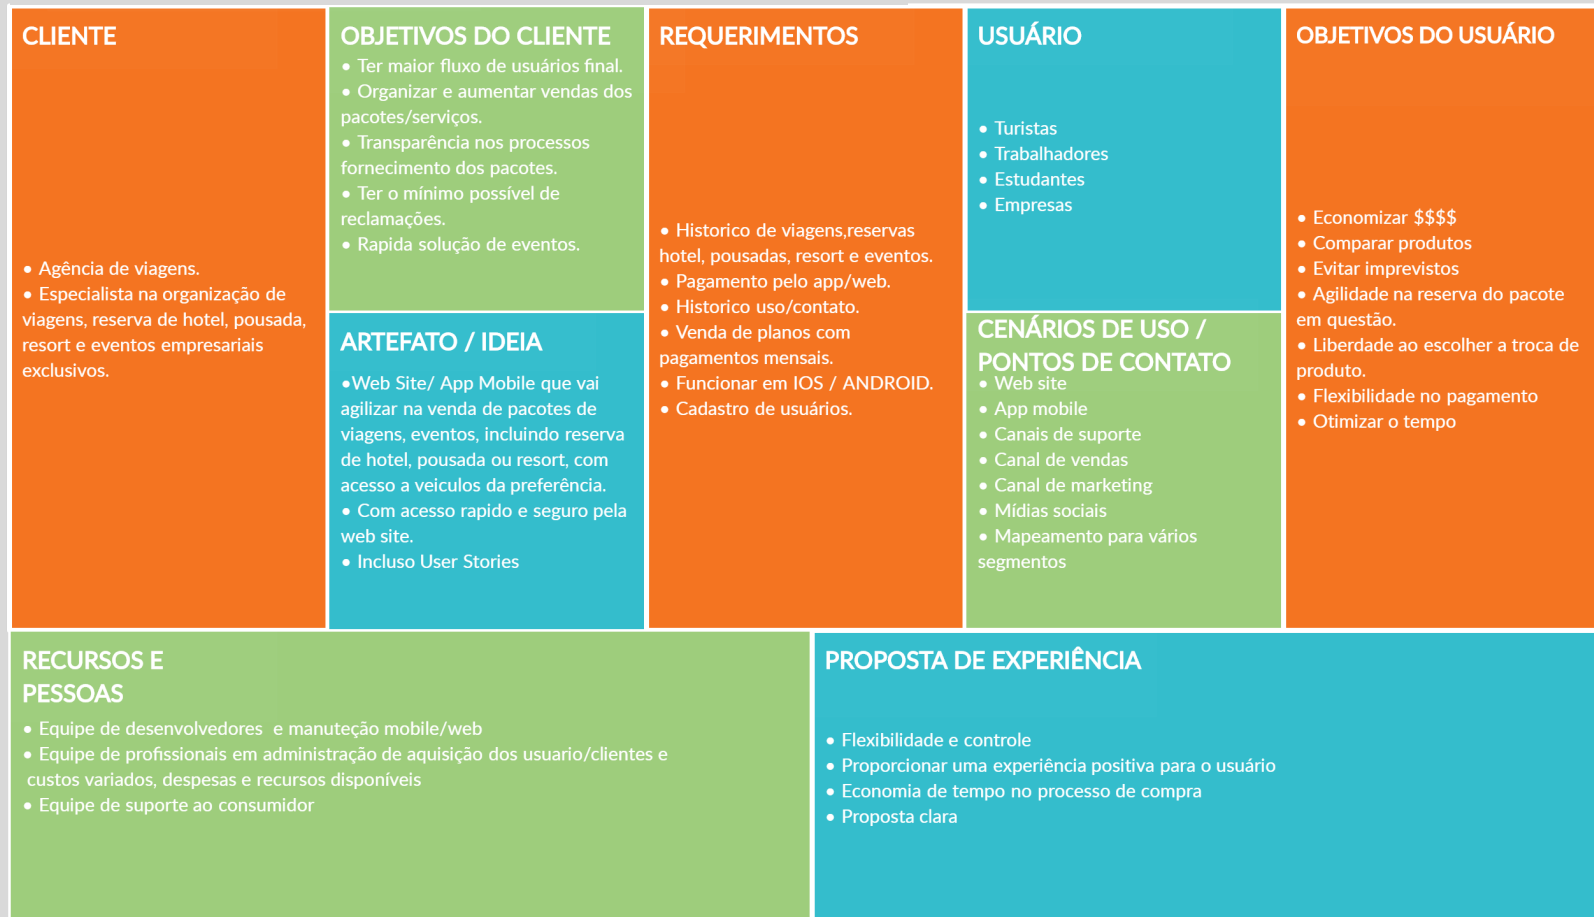 CLIENTE
• Agência de viagens.
• Especialista na organização de
viagens, reserva de hotel, pousada,
resort e eventos empresariais
exclusivos.
OBJETIVOS DO CLIENTE
• Ter maior fluxo de usuários final.
• Organizar e aumentar vendas dos
pacotes/serviços.
• Transparência nos processos
fornecimento dos pacotes.
• Ter o mínimo possível de
reclamações.
• Rapida solução de eventos.
ARTEFATO / IDEIA
•Web Site/ App Mobile que vai
agilizar na venda de pacotes de
viagens, eventos, incluindo reserva
de hotel, pousada ou resort, com
acesso a veiculos da preferência.
• Com acesso rapido e seguro pela
web site.
• Incluso User Stories
REQUERIMENTOS
• Historico de viagens,reservas
hotel, pousadas, resort e eventos.
• Pagamento pelo app/web.
• Historico uso/contato.
• Venda de planos com
pagamentos mensais.
• Funcionar em IOS / ANDROID.
• Cadastro de usuários.
USUÁRIO
• Turistas
• Trabalhadores
• Estudantes
• Empresas
CENÁRIOS DE USO /
PONTOS DE CONTATO
• Web site
• App mobile
• Canais de suporte
• Canal de vendas
• Canal de marketing
• Mídias sociais
• Mapeamento para vários
segmentos
OBJETIVOS DO USUÁRIO
• Economizar $$$$
• Comparar produtos
• Evitar imprevistos
• Agilidade na reserva do pacote
em questão.
• Liberdade ao escolher a troca de
produto.
• Flexibilidade no pagamento
• Otimizar o tempo
RECURSOS E
PESSOAS
• Equipe de desenvolvedores e manuteção mobile/web
• Equipe de profissionais em administração de aquisição dos usuario/clientes e
custos variados, despesas e recursos disponíveis
• Equipe de suporte ao consumidor
PROPOSTA DE EXPERIÊNCIA
• Flexibilidade e controle
• Proporcionar uma experiência positiva para o usuário
• Economia de tempo no processo de compra
• Proposta clara